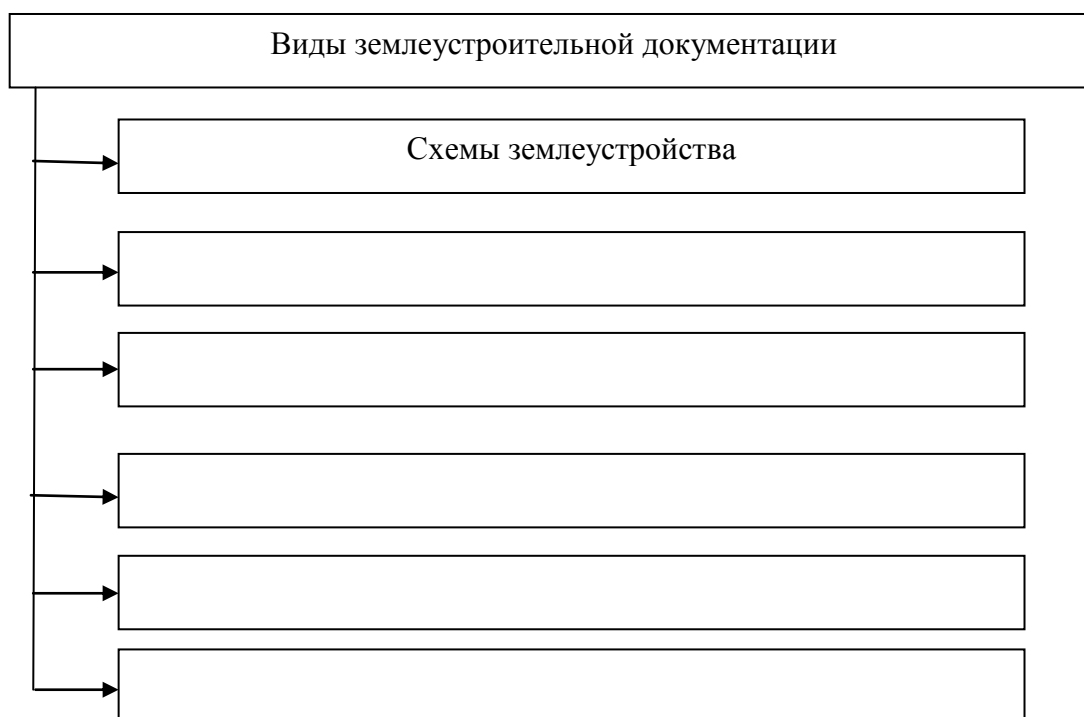 Виды землеустроительной документации
Схемы землеустройства